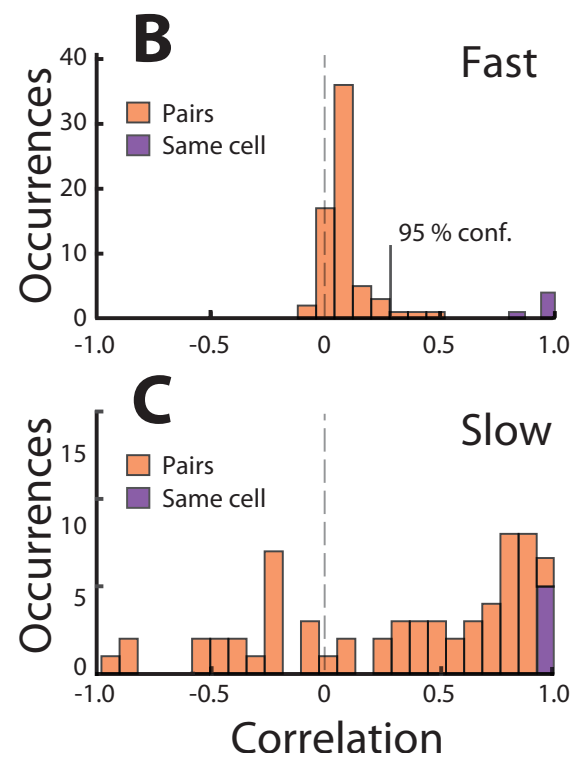 B
Fast
40
30
20
10
0
Occurrences
Pairs
Same cell
95 % conf.
-1.0 -0.5 0 0.5 1.0
C
Slow
15
10
5
0
Occurrences
Pairs
Same cell
-1.0 -0.5 0 0.5 1.0
Correlation